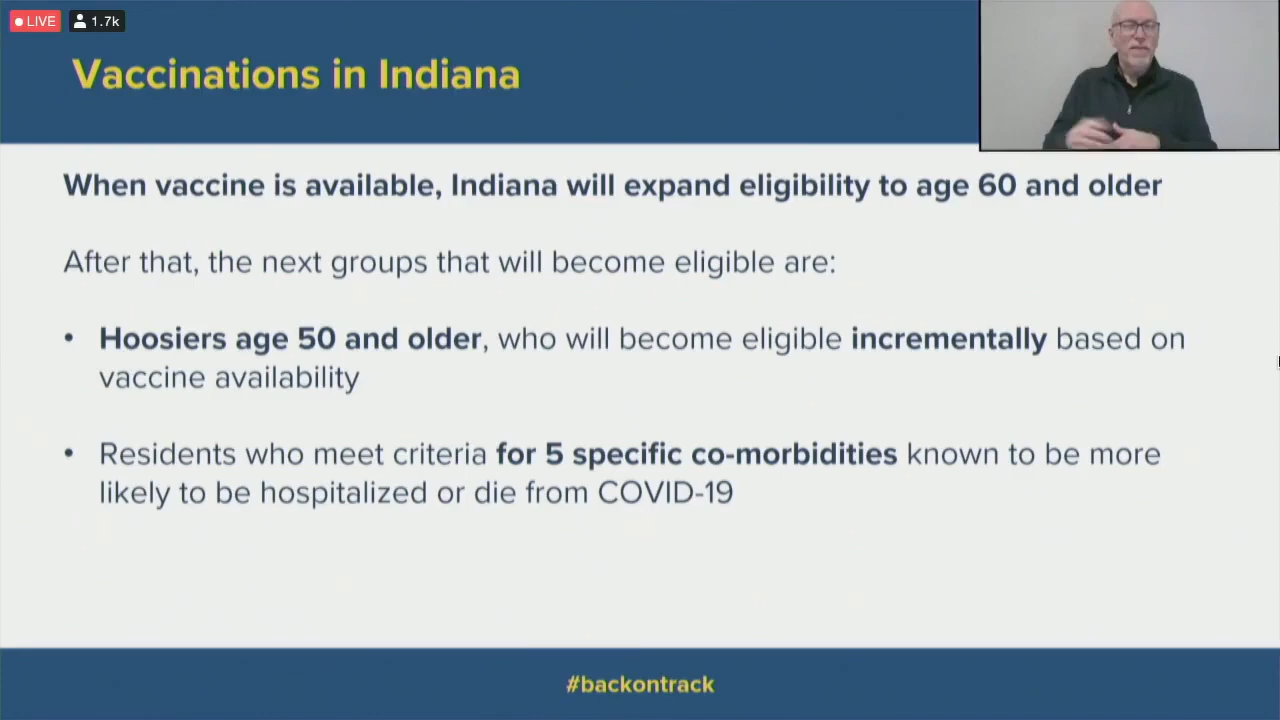 LIVE 1.7k
Vaccinations in Indiana
When vaccine is available, Indiana will expand eligibility to age 60 and older
After that, the next groups that will become eligible are:
• Hoosiers age 50 and older, who will become eligible incrementally based on
vaccine availability
• Residents who meet criteria for 5 specific co-morbidities known to be more
likely to be hospitalized or die from COVID-19
#backontrack